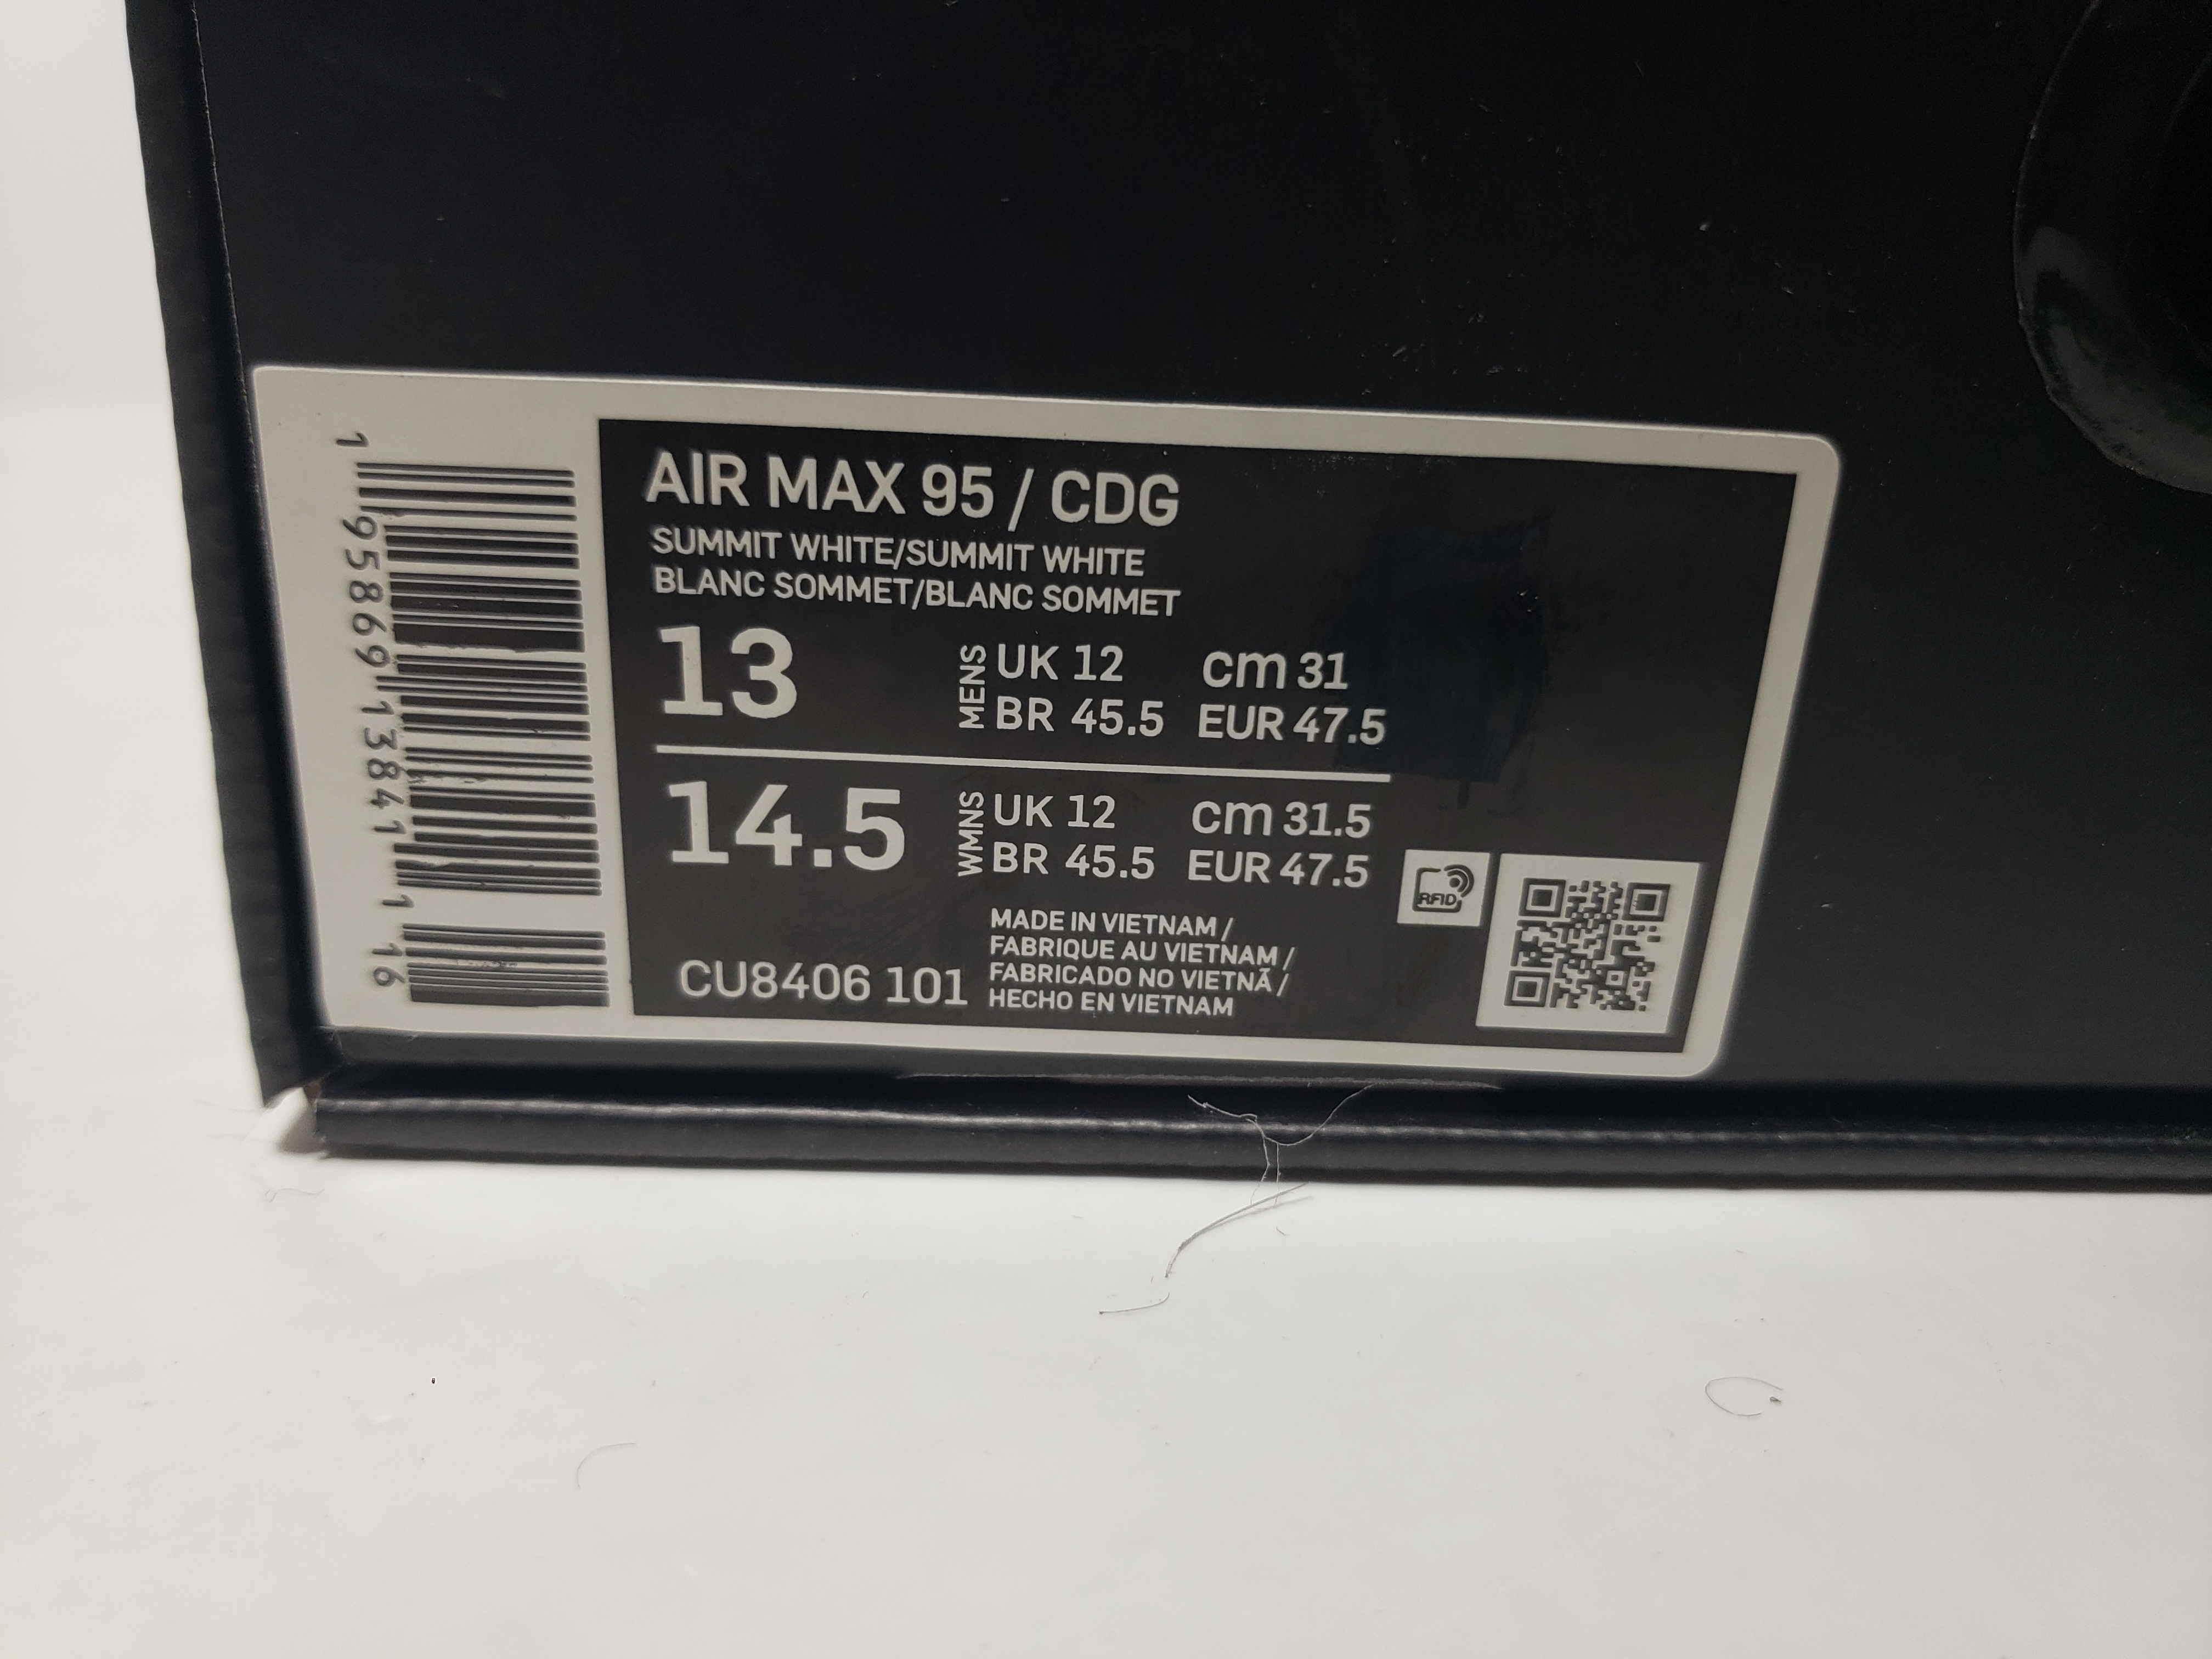 1 95869 13841 1 16
AIR MAX 95 / CDG
SUMMIT WHITE/SUMMIT WHITE
BLANC SOMMET/BLANC SOMMET
13
MENS
UK 12 cm 31
BR 45.5 EUR 47.5
14.5
WMNS
UK 12 cm 31.5
BR 45.5 EUR 47.5
CU8406 101
MADE IN VIETNAM /
FABRIQUE AU VIETNAM /
FABRICADO NO VIETNÃ /
HECHO EN VIETNAM
RFID